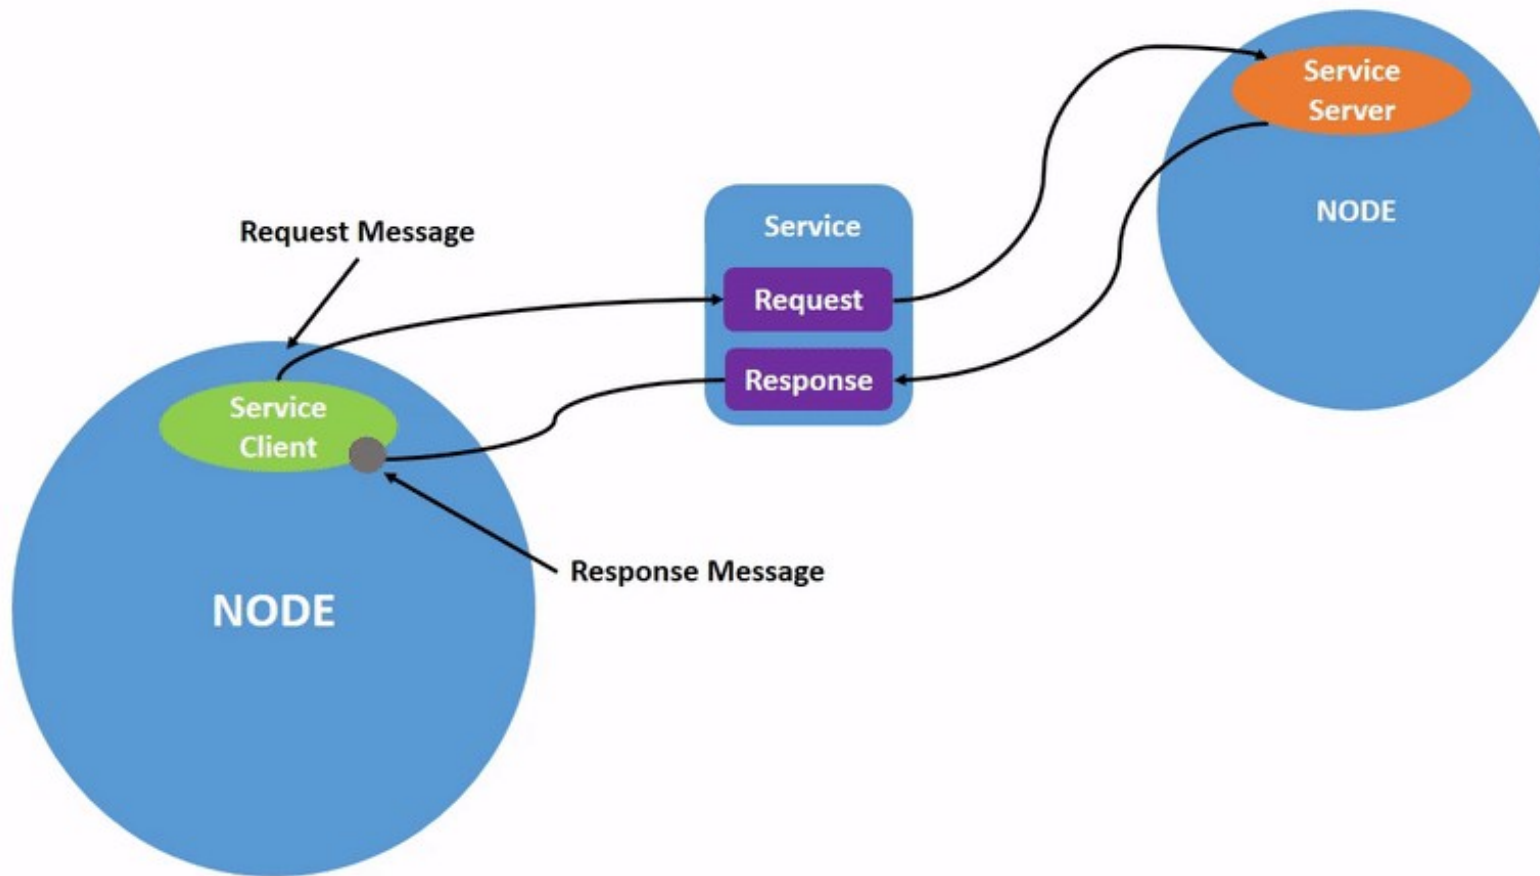 Service
Server
NODE
Service
Request Message
Request
Response
Service
Client
Response Message
NODE